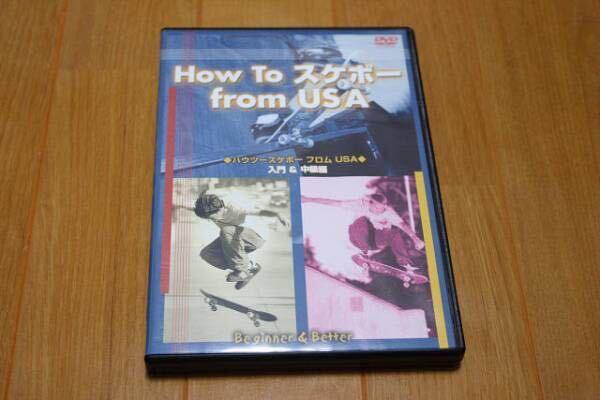 DVD
How To スケボー
from USA
◆ハウツースケボー フロム USA◆
入門 & 中級編
Beginner & Better